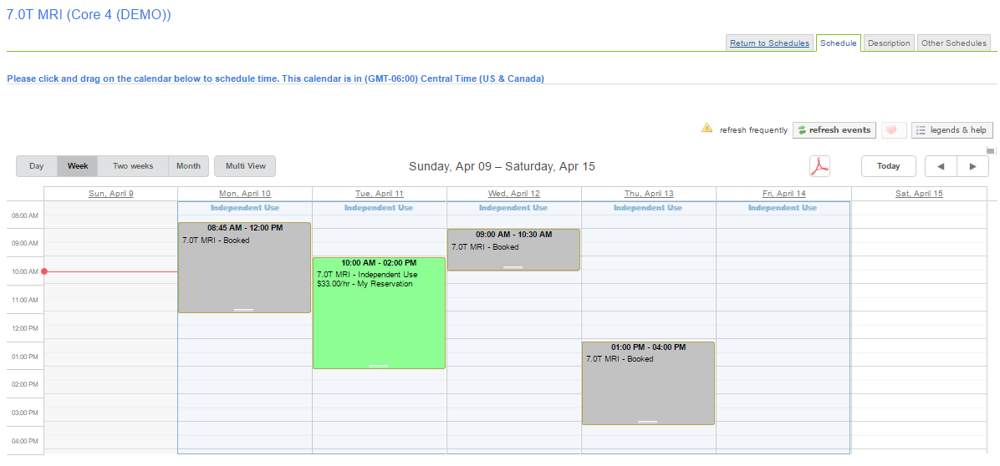 7.0T MRI (Core 4 (DEMO))
Return to Schedules Schedule Description Other Schedules
Please click and drag on the calendar below to schedule time. This calendar is in (GMT-06:00) Central Time (US & Canada)
refresh frequently refresh events legends & help
Day Week Two weeks Month Multi View Sunday, Apr 09 – Saturday, Apr 15 Today
Sun, April 9 Mon, April 10 Tue, April 11 Wed, April 12 Thu, April 13 Fri, April 14 Sat, April 15
Independent Use Independent Use Independent Use Independent Use Independent Use
08:00 AM
08:45 AM - 12:00 PM
7.0T MRI - Booked
09:00 AM - 10:30 AM
7.0T MRI - Booked
09:00 AM
10:00 AM - 02:00 PM
7.0T MRI - Independent Use
$33.00/hr - My Reservation
10:00 AM
11:00 AM
12:00 PM
01:00 PM - 04:00 PM
7.0T MRI - Booked
01:00 PM
02:00 PM
03:00 PM
04:00 PM